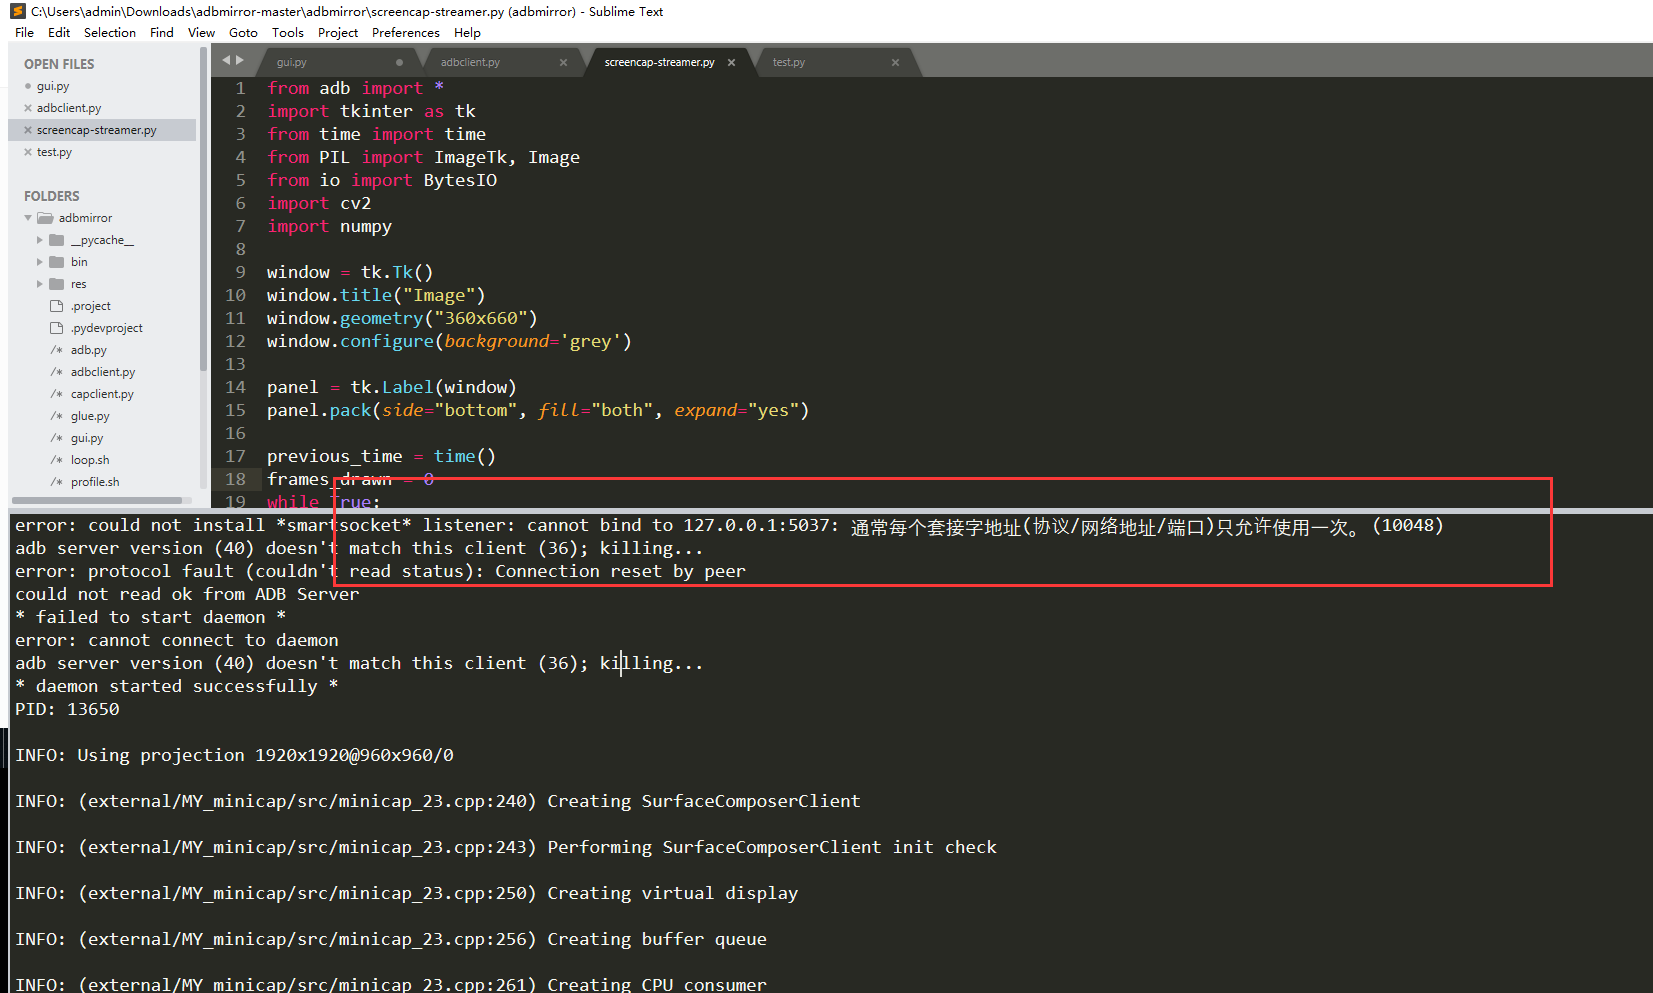 C:\Users\admin\Downloads\adbmirror-master\adbmirror\screencap-streamer.py (adbmirror) - Sublime Text
File Edit Selection Find View Goto Tools Project Preferences Help
OPEN FILES
gui.py
adbclient.py
screencap-streamer.py
test.py
FOLDERS
adbmirror
__pycache__
bin
res
.project
.pydevproject
/* adb.py
/* adbclient.py
/* capclient.py
/* glue.py
/* gui.py
/* loop.sh
/* profile.sh
gui.py adbclient.py screencap-streamer.py test.py
1 from adb import *
2 import tkinter as tk
3 from time import time
4 from PIL import ImageTk, Image
5 from io import BytesIO
6 import cv2
7 import numpy
8
9 window = tk.Tk()
10 window.title("Image")
11 window.geometry("360x660")
12 window.configure(background='grey')
13
14 panel = tk.Label(window)
15 panel.pack(side="bottom", fill="both", expand="yes")
16
17 previous_time = time()
18 frames_drawn = 0
19 while True:
error: could not install *smartsocket* listener: cannot bind to 127.0.0.1:5037: 通常每个套接字地址(协议/网络地址/端口)只允许使用一次。 (10048)
adb server version (40) doesn't match this client (36); killing...
error: protocol fault (couldn't read status): Connection reset by peer
could not read ok from ADB Server
* failed to start daemon *
error: cannot connect to daemon
adb server version (40) doesn't match this client (36); killing...
* daemon started successfully *
PID: 13650
INFO: Using projection 1920x1920@960x960/0
INFO: (external/MY_minicap/src/minicap_23.cpp:240) Creating SurfaceComposerClient
INFO: (external/MY_minicap/src/minicap_23.cpp:243) Performing SurfaceComposerClient init check
INFO: (external/MY_minicap/src/minicap_23.cpp:250) Creating virtual display
INFO: (external/MY_minicap/src/minicap_23.cpp:256) Creating buffer queue
INFO: (external/MY_minicap/src/minicap_23.cpp:261) Creating CPU consumer